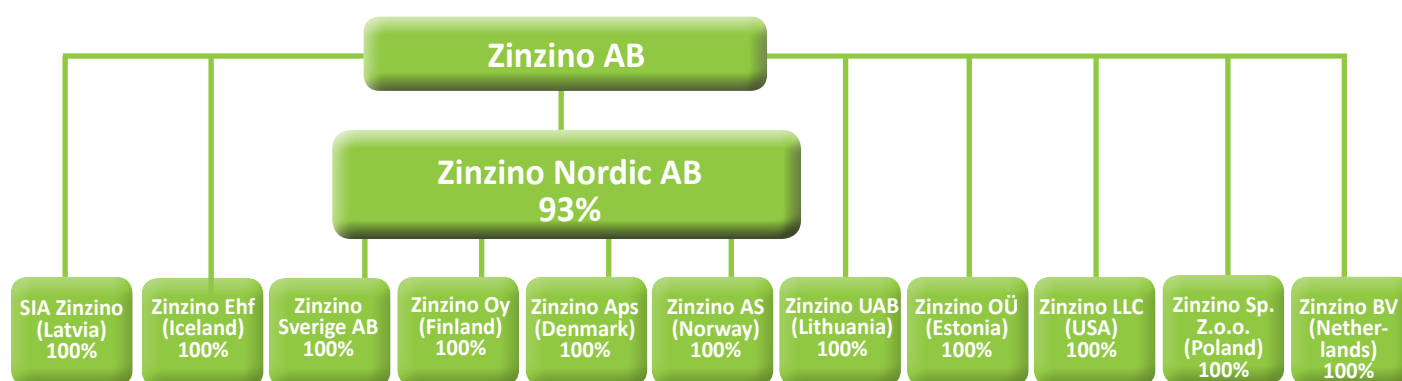 Zinzino AB
Zinzino Nordic AB
93%
SIA Zinzino
(Latvia)
100%
Zinzino Ehf
(Iceland)
100%
Zinzino
Sverige AB
100%
Zinzino Oy
(Finland)
100%
Zinzino Aps
(Denmark)
100%
Zinzino AS
(Norway)
100%
Zinzino UAB
(Lithuania)
100%
Zinzino OÜ
(Estonia)
100%
Zinzino LLC
(USA)
100%
Zinzino Sp.
Z.o.o.
(Poland)
100%
Zinzino BV
(Nether-
lands)
100%